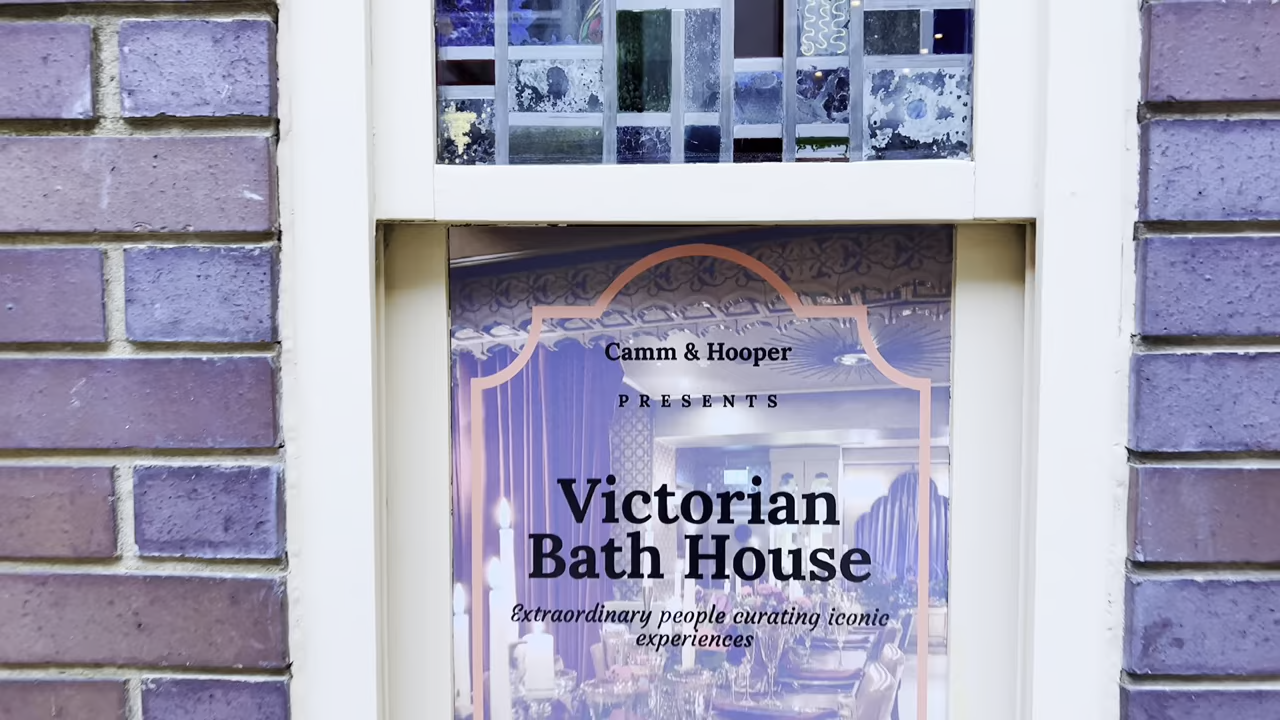 Camm & Hooper
PRESENTS
Victorian
Bath House
Extraordinary people curating iconic
experiences